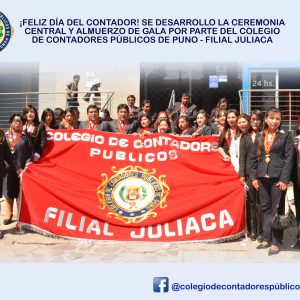 ¡FELIZ DÍA DEL CONTADOR! SE DESARROLLO LA CEREMONIA
CENTRAL Y ALMUERZO DE GALA POR PARTE DEL COLEGIO
DE CONTADORES PÚBLICOS DE PUNO - FILIAL JULIACA
24 hs.
COLEGIO DE CONTADORES
PUBLICOS
FILIAL JULIACA
@colegiodecontadorespúblico